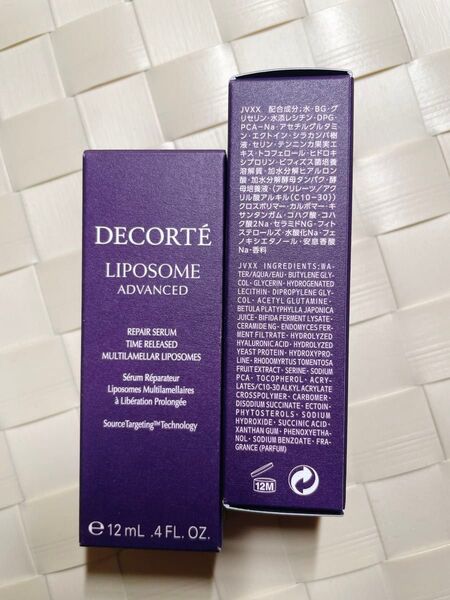 DECORTÉ
LIPOSOME
ADVANCED
REPAIR SERUM
TIME RELEASED
MULTILAMELLAR LIPOSOMES
Sérum Réparateur
Liposomes Multilamellaires
à Libération Prolongée
SourceTargeting™Technology
℮12 mL .4 FL. OZ.
JVXX 配合成分;水・BG・グ
リセリン・水添レシチン・DPG・
PCA-Na・アセチルグルタミ
ン・エクトイン・シラカンバ樹
液・セリン・テンニンカ果実エ
キス・トコフェロール・ヒドロキ
シプロリン・ビフィズス菌培養
溶解質・加水分解ヒアルロン
酸・加水分解酵母タンパク・酵
母培養液・(アクリレーツ/アク
リル酸アルキル(C10-30))
クロスポリマー・カルボマー・キ
サンタンガム・コハク酸・コハ
ク酸2Na・セラミドNG・フィト
ステロールズ・水酸化Na・フェ
ノキシエタノール・安息香酸
Na・香料
JVXX INGREDIENTS:WA-
TER/AQUA/EAU・BUTYLENE GLY-
COL・GLYCERIN・HYDROGENATED
LECITHIN・DIPROPYLENE GLY-
COL・ACETYL GLUTAMINE・
BETULA PLATYPHYLLA JAPONICA
JUICE・BIFIDA FERMENT LYSATE・
CERAMIDE NG・ENDOMYCES FER-
MENT FILTRATE・HYDROLYZED
HYALURONIC ACID・HYDROLYZED
YEAST PROTEIN・HYDROXYPRO-
LINE・RHODOMYRTUS TOMENTOSA
FRUIT EXTRACT・SERINE・SODIUM
PCA・TOCOPHEROL・ACRY-
LATES/C10-30 ALKYL ACRYLATE
CROSSPOLYMER・CARBOMER・
DISODIUM SUCCINATE・ECTOIN・
PHYTOSTEROLS・SODIUM
HYDROXIDE・SUCCINIC ACID・
XANTHAN GUM・PHENOXYETHA-
NOL・SODIUM BENZOATE・FRA-
GRANCE (PARFUM)
12M